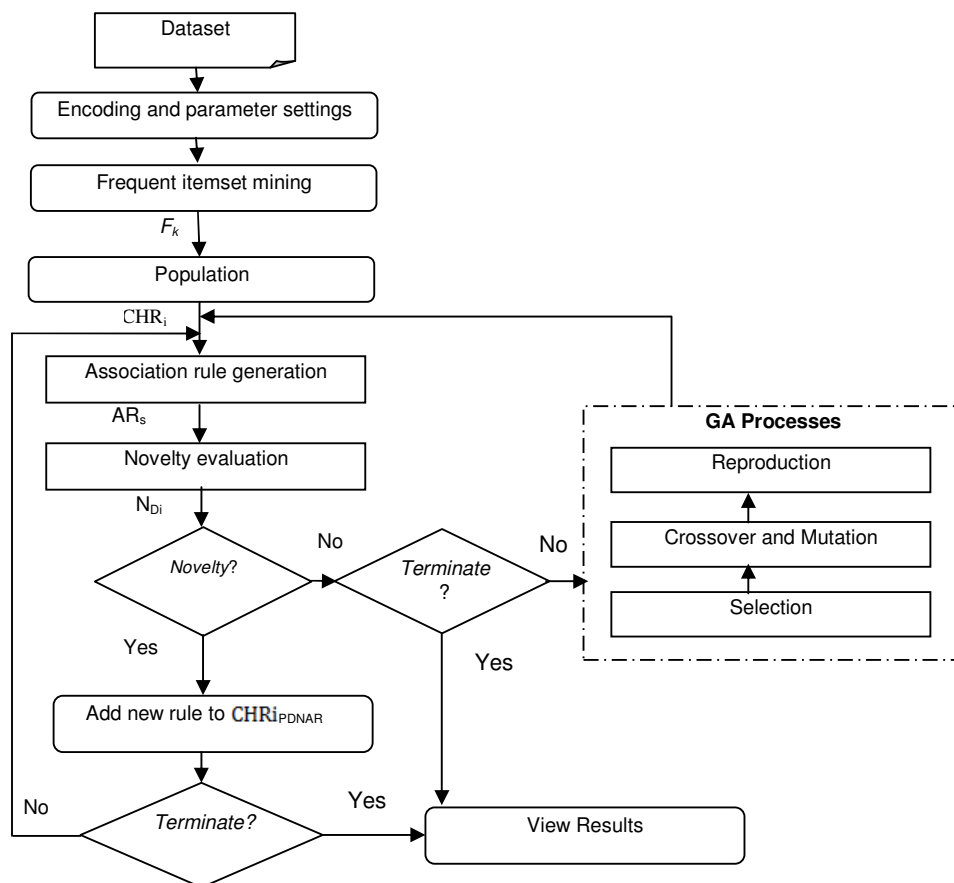 Dataset
Encoding and parameter settings
Frequent itemset mining
Fk
Population
CHRi
Association rule generation
ARs
Novelty evaluation
NDi
Novelty?
No
Terminate
?
No
GA Processes
Reproduction
Crossover and Mutation
Selection
Yes
Yes
Add new rule to CHRiPDNAR
No
Terminate?
Yes
View Results